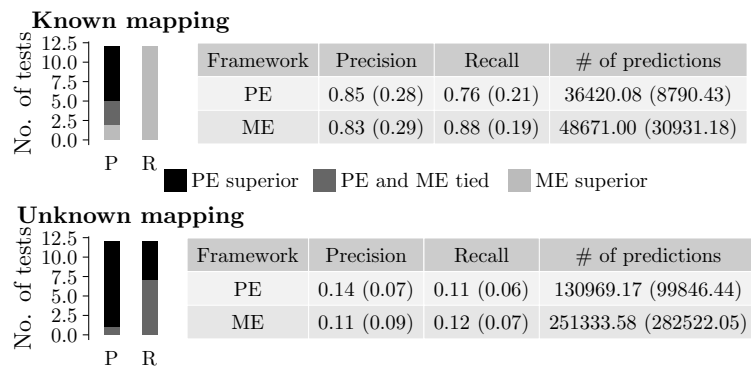 Known mapping
No. of tests
12.5
10.0
7.5
5.0
2.5
0.0
P R
Framework Precision Recall # of predictions
PE 0.85 (0.28) 0.76 (0.21) 36420.08 (8790.43)
ME 0.83 (0.29) 0.88 (0.19) 48671.00 (30931.18)
PE superior PE and ME tied ME superior
Unknown mapping
No. of tests
12.5
10.0
7.5
5.0
2.5
0.0
P R
Framework Precision Recall # of predictions
PE 0.14 (0.07) 0.11 (0.06) 130969.17 (99846.44)
ME 0.11 (0.09) 0.12 (0.07) 251333.58 (282522.05)